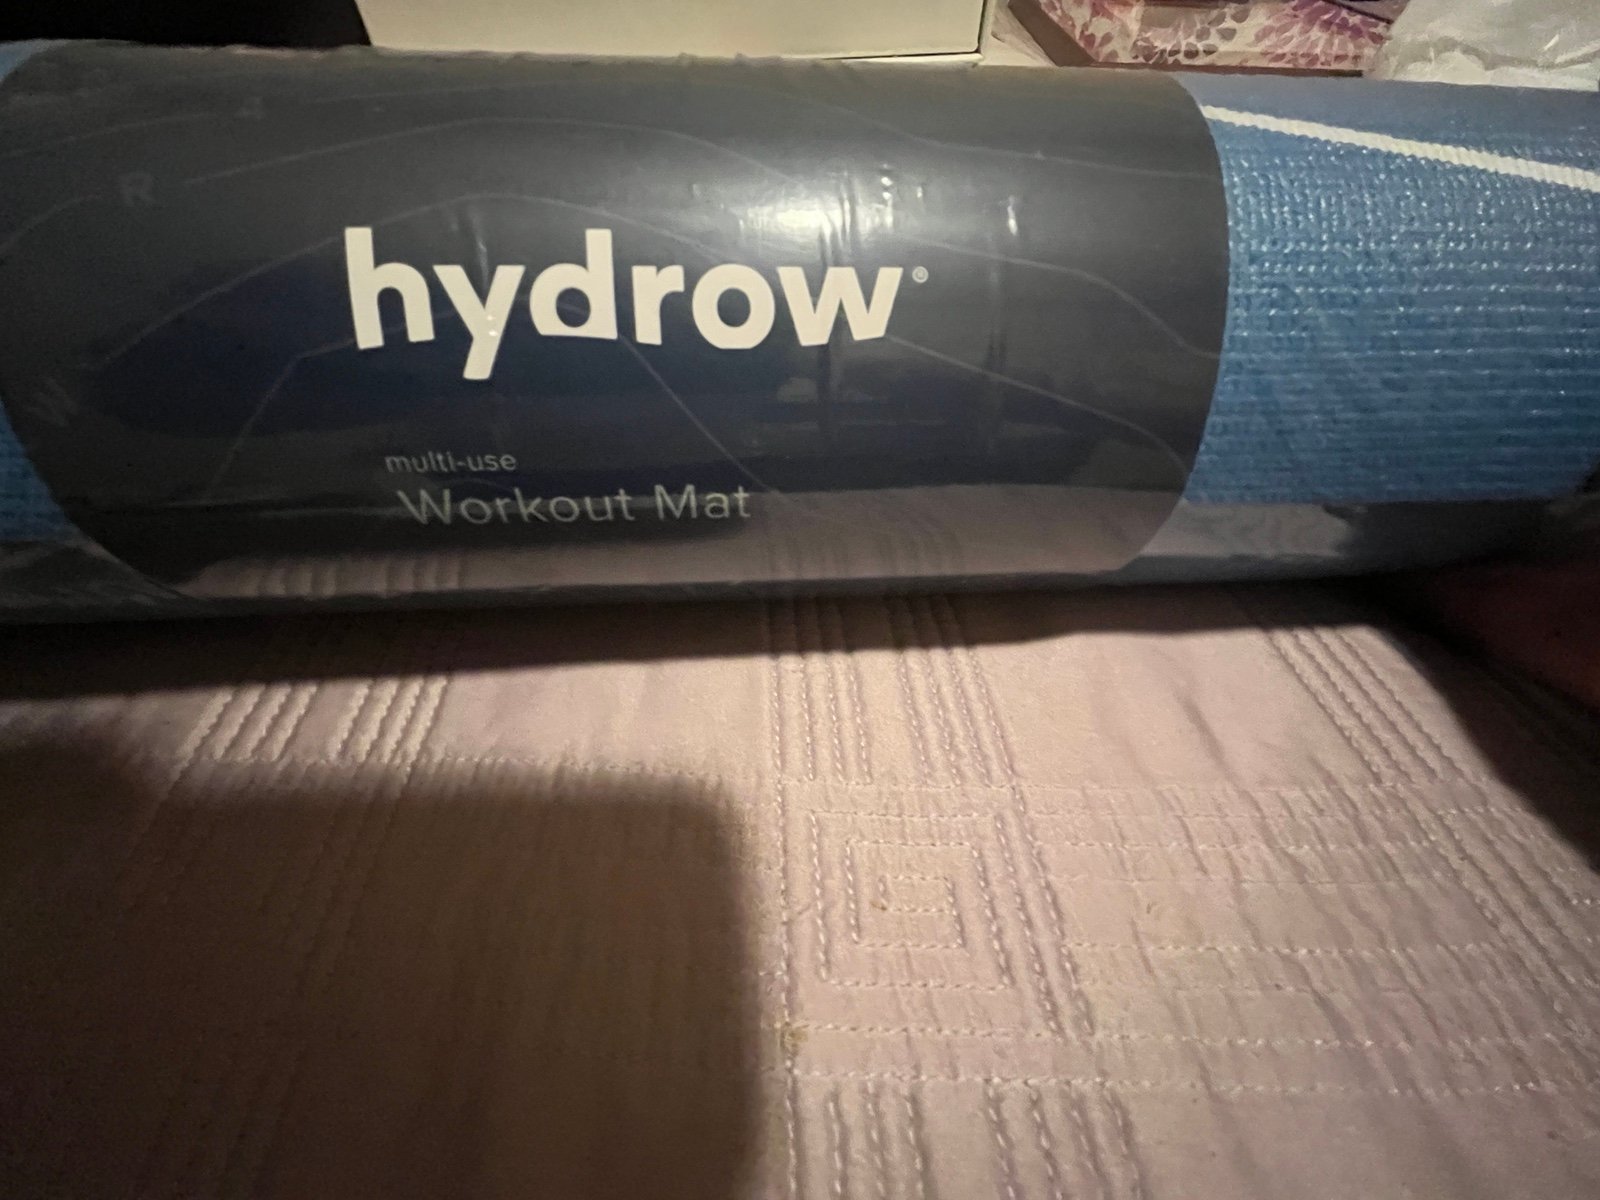 hydrow®
multi-use
Workout Mat